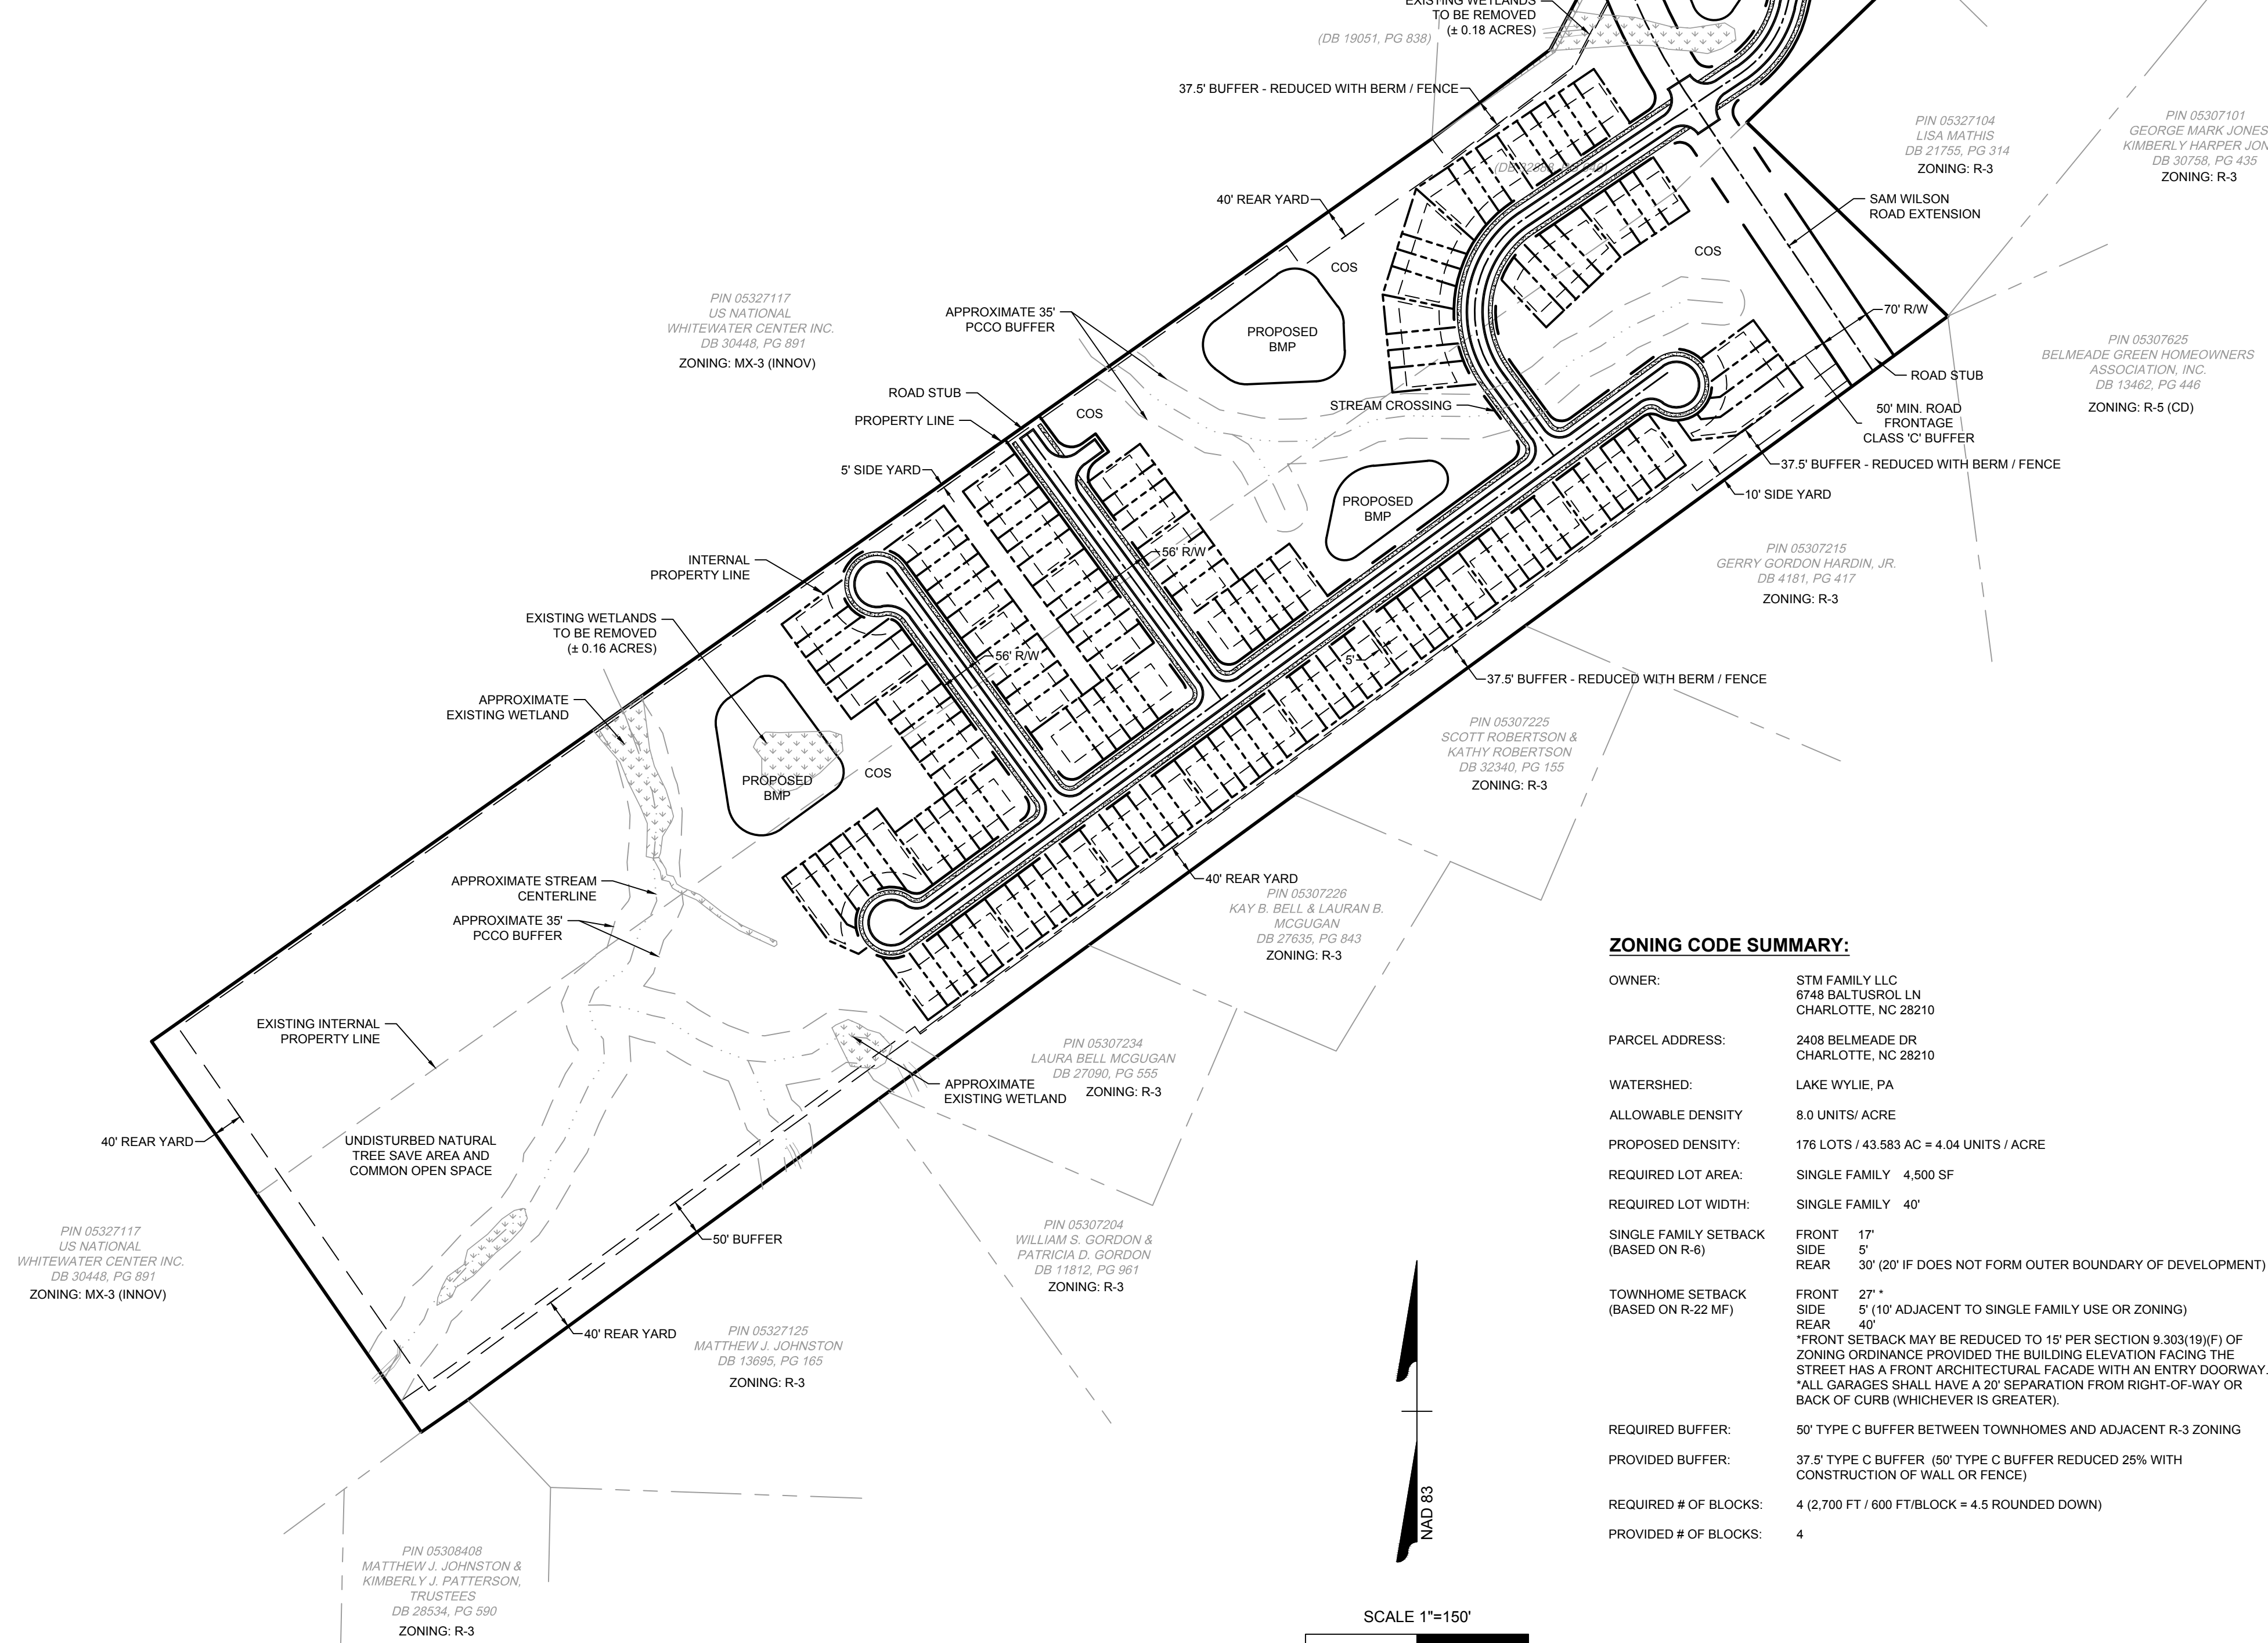 EXISTING WETLANDS
TO BE REMOVED
(± 0.18 ACRES)
(DB 19051, PG 838)
37.5' BUFFER - REDUCED WITH BERM / FENCE
40' REAR YARD
COS
COS
PIN 05327104
LISA MATHIS
DB 21755, PG 314
ZONING: R-3
PIN 05307101
GEORGE MARK JONES
KIMBERLY HARPER
DB 30758, PG 435
ZONING: R-3
SAM WILSON
ROAD EXTENSION
PIN 05327117
US NATIONAL
WHITEWATER CENTER INC.
DB 30448, PG 891
ZONING: MX-3 (INNOV)
APPROXIMATE 35'
PCCO BUFFER
PROPOSED
BMP
70' R/W
PIN 05307625
BELMEADE GREEN HOMEOWNERS
ASSOCIATION, INC.
DB 13462, PG 446
ZONING: R-5 (CD)
ROAD STUB
ROAD STUB
PROPERTY LINE
COS
STREAM CROSSING
50' MIN. ROAD
FRONTAGE
CLASS 'C' BUFFER
5' SIDE YARD
37.5' BUFFER - REDUCED WITH BERM / FENCE
10' SIDE YARD
PROPOSED
BMP
INTERNAL
PROPERTY LINE
56' R/W
PIN 05307215
GERRY GORDON HARDIN, JR.
DB 4181, PG 417
ZONING: R-3
EXISTING WETLANDS
TO BE REMOVED
(± 0.16 ACRES)
56' R/W
5'
37.5' BUFFER - REDUCED WITH BERM / FENCE
APPROXIMATE
EXISTING WETLAND
PIN 05307225
SCOTT ROBERTSON &
KATHY ROBERTSON
DB 32340, PG 155
ZONING: R-3
PROPOSED
BMP
COS
APPROXIMATE STREAM
CENTERLINE
APPROXIMATE 35'
PCCO BUFFER
40' REAR YARD
PIN 05307226
KAY B. BELL & LAURAN B.
MCGUGAN
DB 27635, PG 843
ZONING: R-3
EXISTING INTERNAL
PROPERTY LINE
PIN 05307234
LAURA BELL MCGUGAN
DB 27090, PG 555
ZONING: R-3
APPROXIMATE
EXISTING WETLAND
40' REAR YARD
UNDISTURBED NATURAL
TREE SAVE AREA AND
COMMON OPEN SPACE
PIN 05327117
US NATIONAL
WHITEWATER CENTER INC.
DB 30448, PG 891
ZONING: MX-3 (INNOV)
50' BUFFER
PIN 05307204
WILLIAM S. GORDON &
PATRICIA D. GORDON
DB 11812, PG 961
ZONING: R-3
40' REAR YARD
PIN 05327125
MATTHEW J. JOHNSTON
DB 13695, PG 165
ZONING: R-3
PIN 05308408
MATTHEW J. JOHNSTON &
KIMBERLY J. PATTERSON,
TRUSTEES
DB 28534, PG 590
ZONING: R-3
NAD 83
SCALE 1"=150'
ZONING CODE SUMMARY:
OWNER: STM FAMILY LLC
6748 BALTUSROL LN
CHARLOTTE, NC 28210
PARCEL ADDRESS: 2408 BELMEADE DR
CHARLOTTE, NC 28210
WATERSHED: LAKE WYLIE, PA
ALLOWABLE DENSITY 8.0 UNITS/ ACRE
PROPOSED DENSITY: 176 LOTS / 43.583 AC = 4.04 UNITS / ACRE
REQUIRED LOT AREA: SINGLE FAMILY 4,500 SF
REQUIRED LOT WIDTH: SINGLE FAMILY 40'
SINGLE FAMILY SETBACK FRONT 17'
(BASED ON R-6) SIDE 5'
REAR 30' (20' IF DOES NOT FORM OUTER BOUNDARY OF DEVELOPMENT)
TOWNHOME SETBACK FRONT 27' *
(BASED ON R-22 MF) SIDE 5' (10' ADJACENT TO SINGLE FAMILY USE OR ZONING)
REAR 40'
*FRONT SETBACK MAY BE REDUCED TO 15' PER SECTION 9.303(19)(F) OF
ZONING ORDINANCE PROVIDED THE BUILDING ELEVATION FACING THE
STREET HAS A FRONT ARCHITECTURAL FACADE WITH AN ENTRY DOORWAY.
*ALL GARAGES SHALL HAVE A 20' SEPARATION FROM RIGHT-OF-WAY OR
BACK OF CURB (WHICHEVER IS GREATER).
REQUIRED BUFFER: 50' TYPE C BUFFER BETWEEN TOWNHOMES AND ADJACENT R-3 ZONING
PROVIDED BUFFER: 37.5' TYPE C BUFFER (50' TYPE C BUFFER REDUCED 25% WITH
CONSTRUCTION OF WALL OR FENCE)
REQUIRED # OF BLOCKS: 4 (2,700 FT / 600 FT/BLOCK = 4.5 ROUNDED DOWN)
PROVIDED # OF BLOCKS: 4